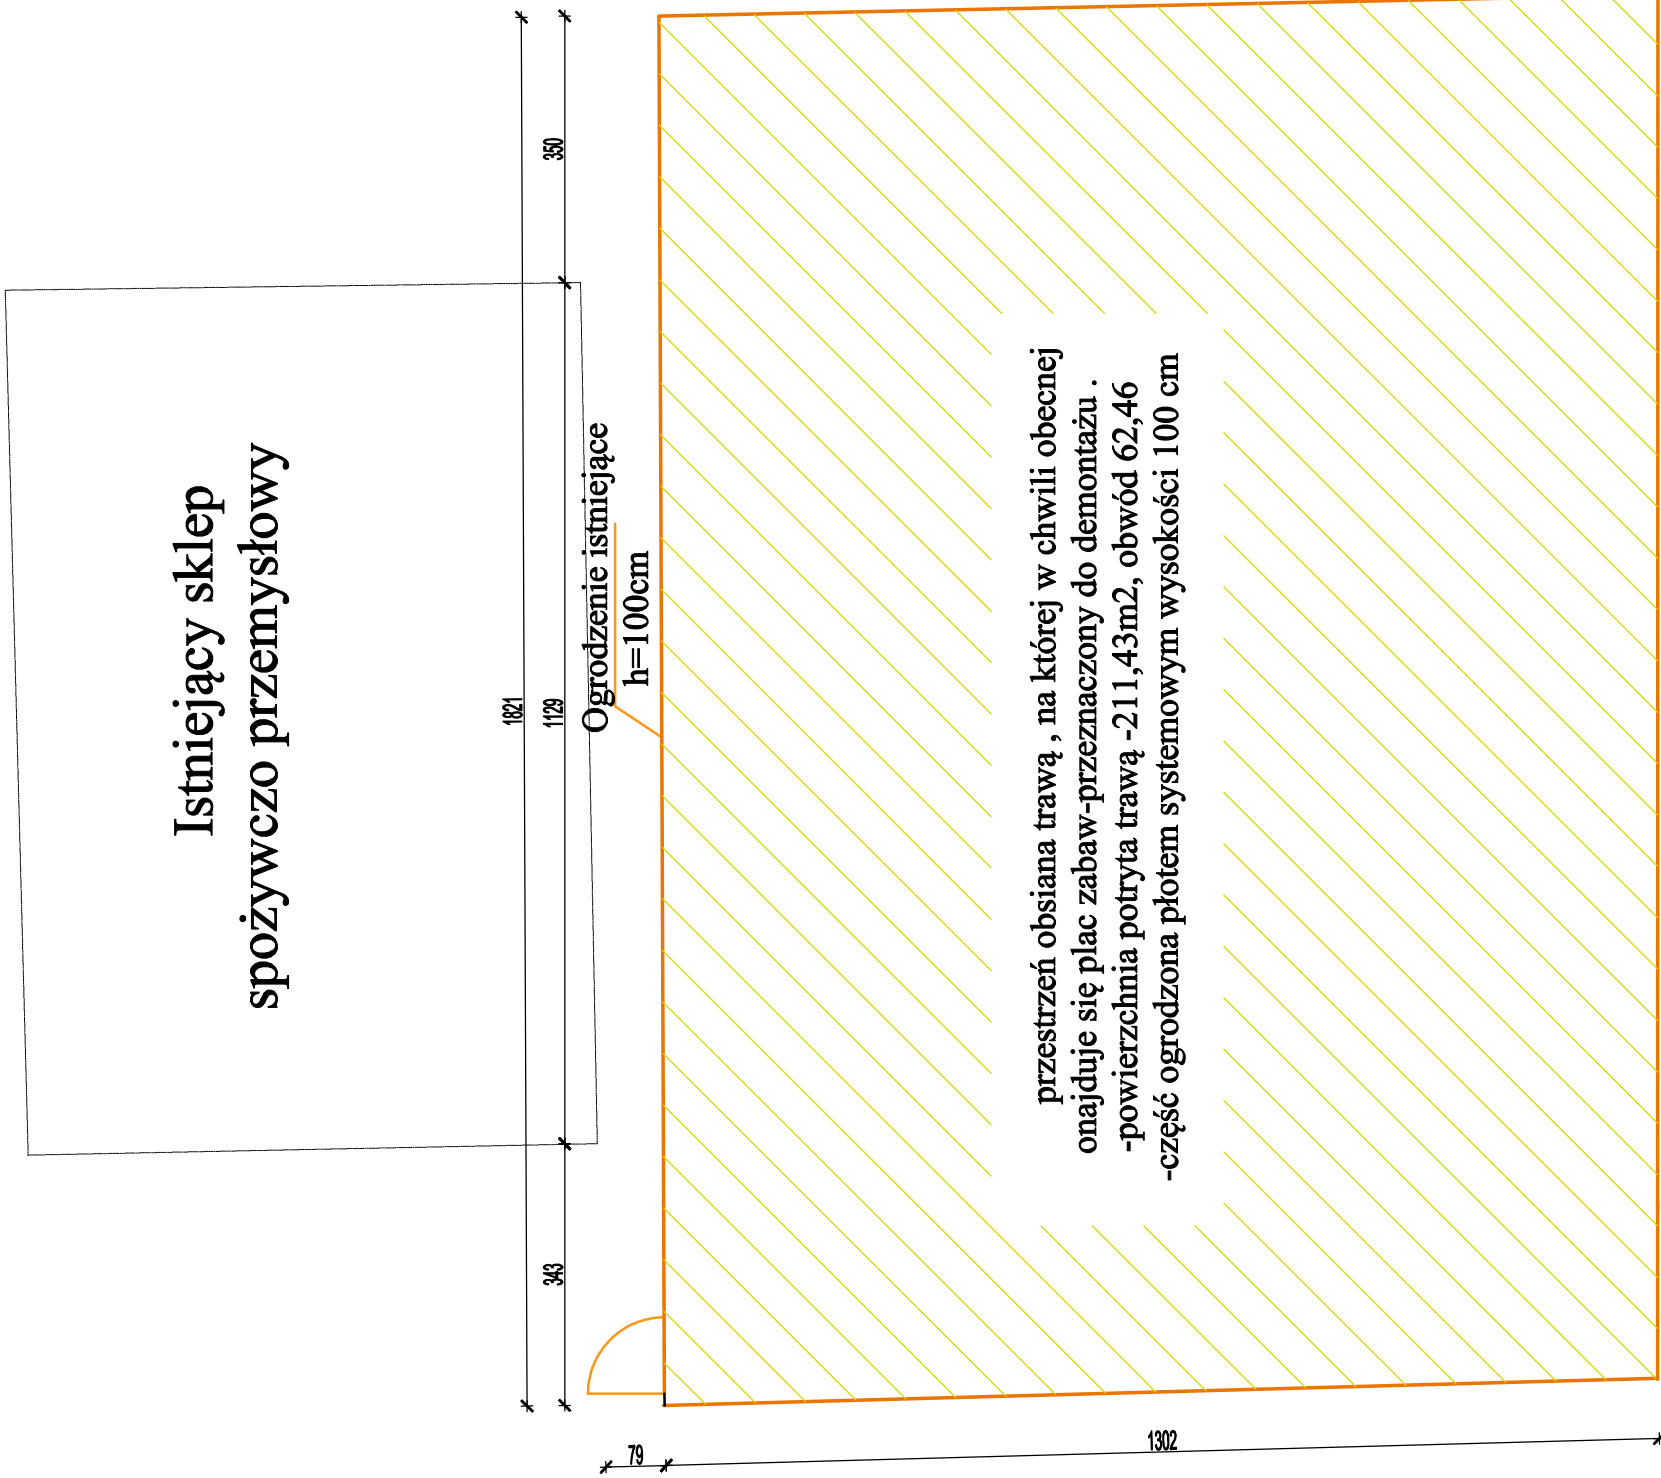 Istniejący sklep
spożywczo przemysłowy
1821
350
1129
343
Ogrodzenie istniejące
h=100cm
przestrzeń obsiana trawą , na której w chwili obecnej
onajduje się plac zabaw-przeznaczony do demontażu .
-powierzchnia potryta trawą -211,43m2, obwód 62,46
-część ogrodzona płotem systemowym wysokości 100 cm
79
1302